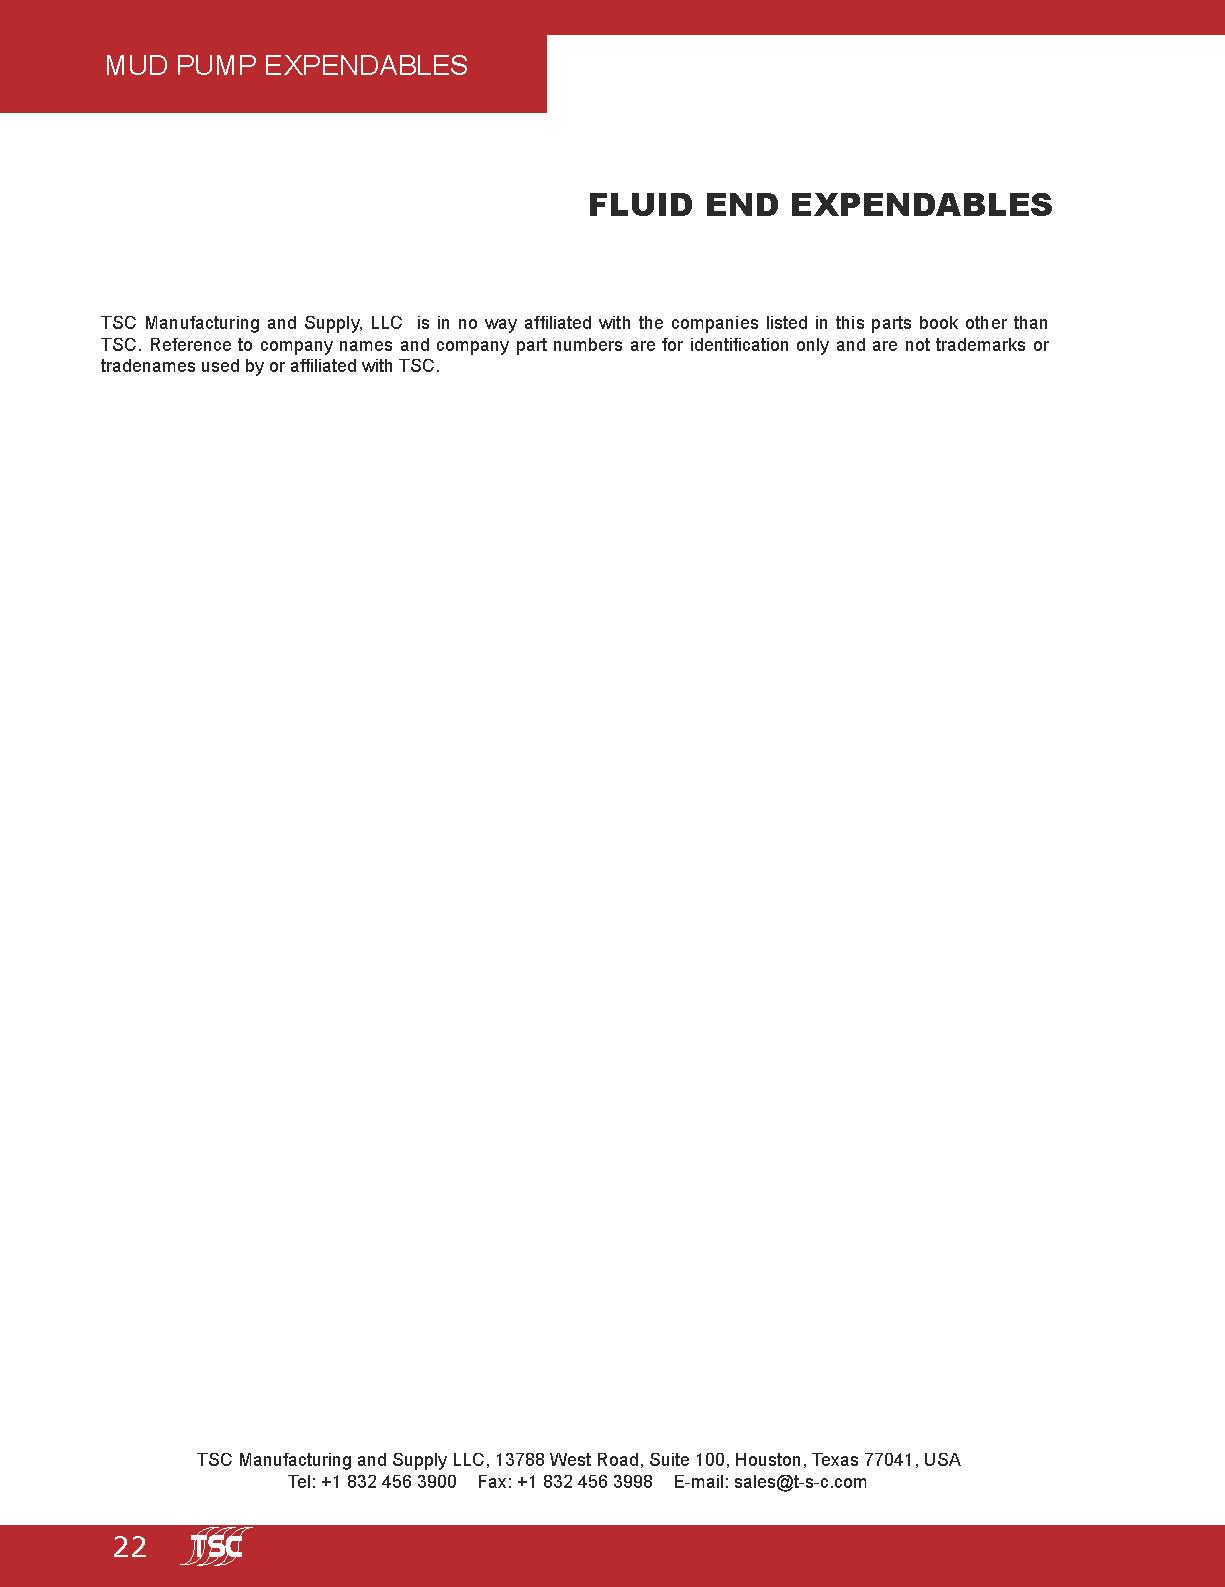 MUD PUMP EXPENDABLES
FLUID END EXPENDABLES
TSC Manufacturing and Supply, LLC is in no way affiliated with the companies listed in this parts book other than
TSC. Reference to company names and company part numbers are for identification only and are not trademarks or
tradenames used by or affiliated with TSC.
TSC Manufacturing and Supply LLC, 13788 West Road, Suite 100, Houston, Texas 77041, USA
Tel: +1 832 456 3900 Fax: +1 832 456 3998 E-mail: sales@t-s-c.com
22 TSC